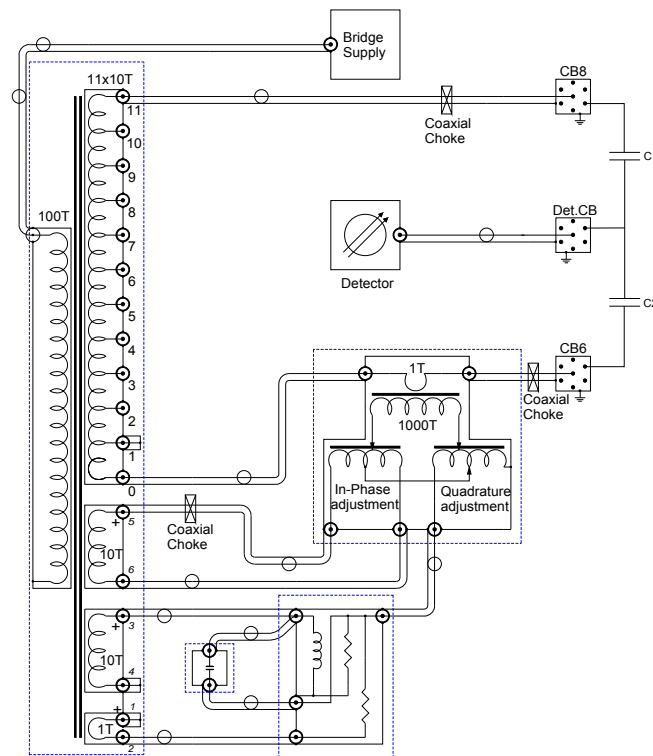 Bridge
Supply
11x10T
CB8
11
Coaxial
Choke
C1
10
9
8
100T
Det.CB
7
6
Detector
5
C2
4
CB6
3
1T
Coaxial
Choke
2
1000T
1
0
In-Phase
adjustment
Quadrature
adjustment
+ 5
Coaxial
Choke
10T
6
+ 3
10T
4
+ 1
1T
2